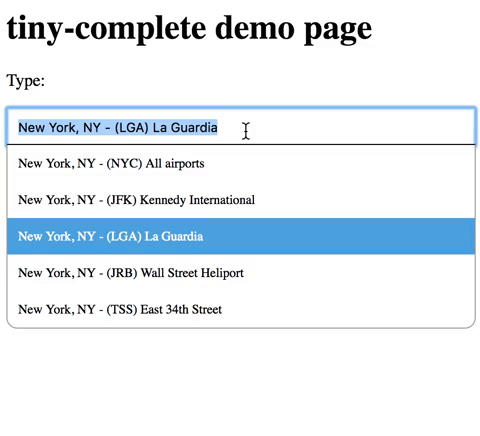 tiny-complete demo page
Type:
New York, NY - (LGA) La Guardia
New York, NY - (NYC) All airports
New York, NY - (JFK) Kennedy International
New York, NY - (LGA) La Guardia
New York, NY - (JRB) Wall Street Heliport
New York, NY - (TSS) East 34th Street